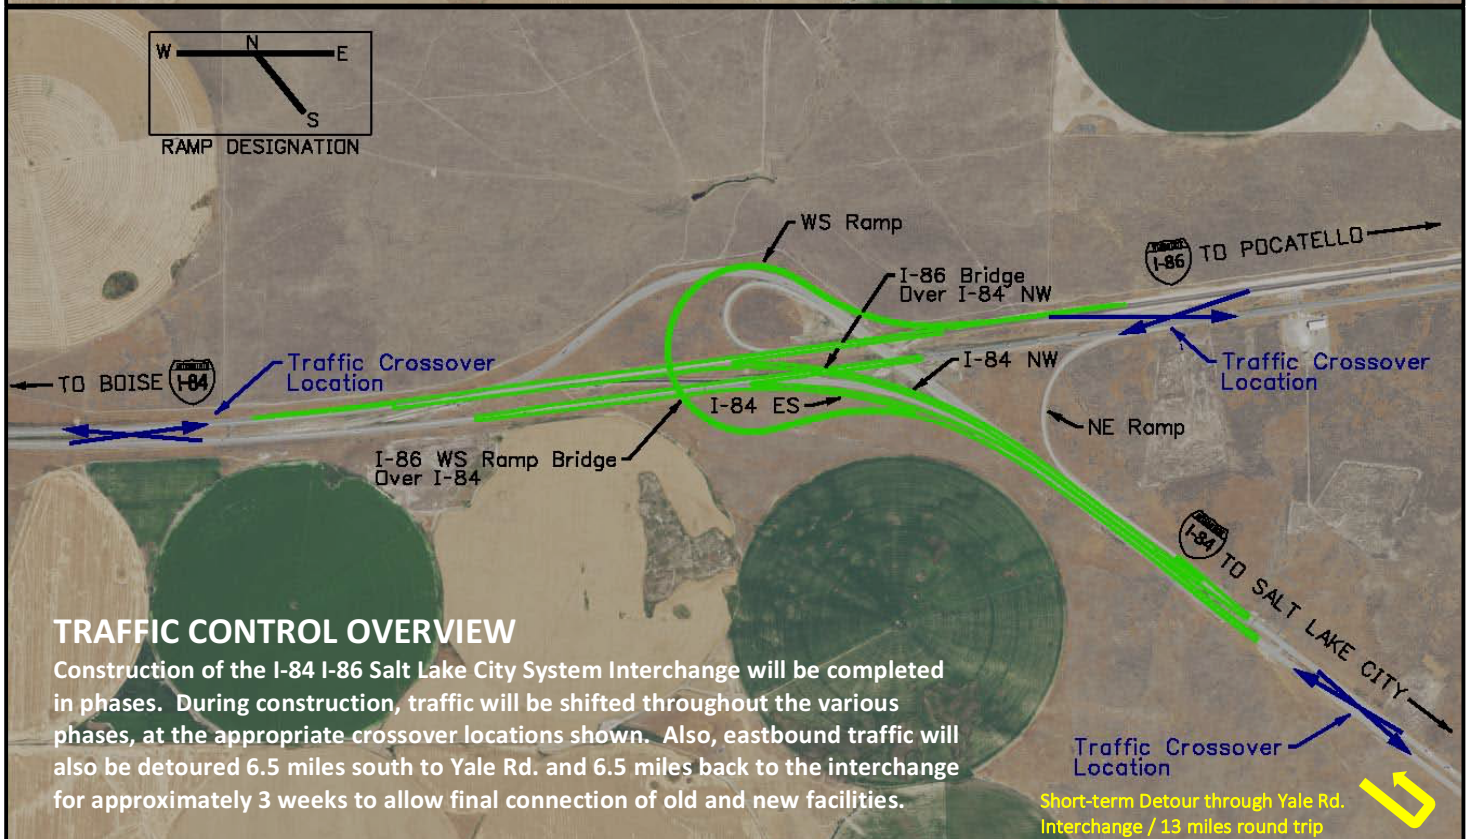 W
N
E
S
RAMP DESIGNATION
WS Ramp
I-86 Bridge
Over I-84 NW
I-86
TO POCATELLO
Traffic Crossover
Location
TO BOISE
I-84
Traffic Crossover
Location
I-84 NW
I-84 ES
NE Ramp
I-86 WS Ramp Bridge
Over I-84
I-84
TO SALT LAKE CITY
TRAFFIC CONTROL OVERVIEW
Construction of the I-84 I-86 Salt Lake City System Interchange will be completed
in phases. During construction, traffic will be shifted throughout the various
phases, at the appropriate crossover locations shown. Also, eastbound traffic will
also be detoured 6.5 miles south to Yale Rd. and 6.5 miles back to the interchange
for approximately 3 weeks to allow final connection of old and new facilities.
Traffic Crossover
Location
Short-term Detour through Yale Rd.
Interchange / 13 miles round trip